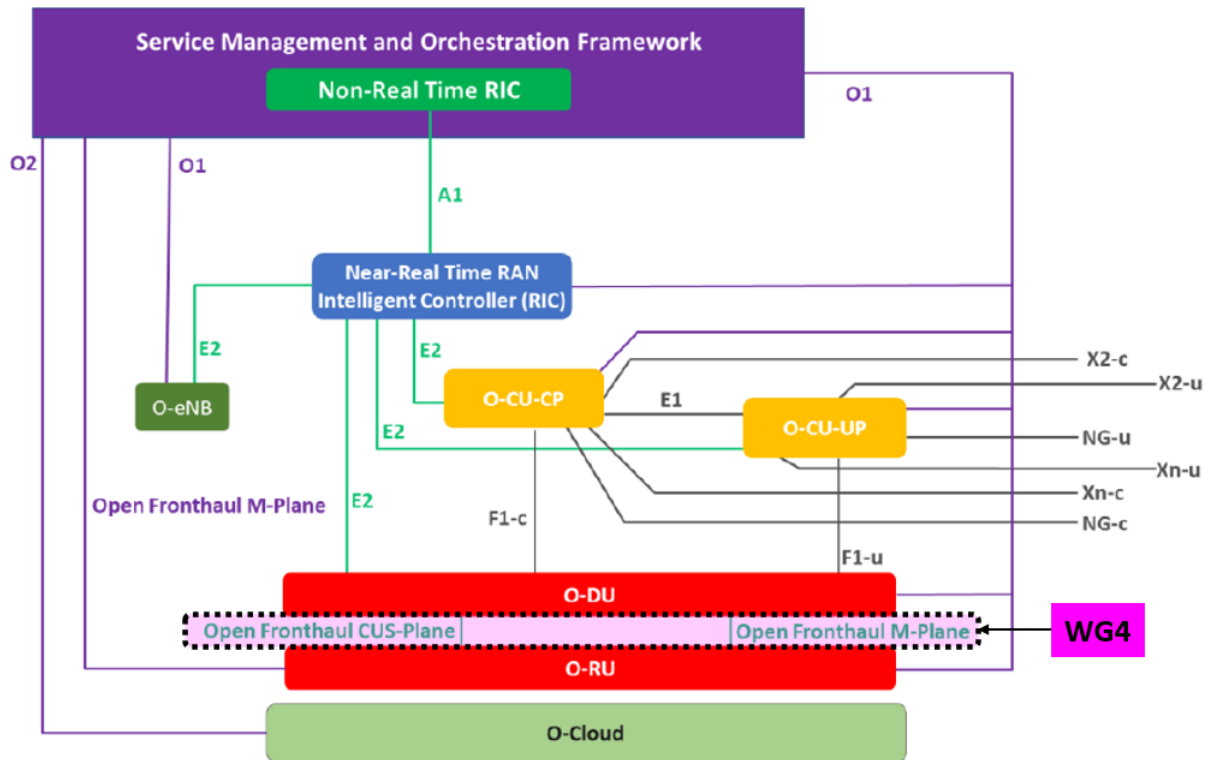 Service Management and Orchestration Framework
Non-Real Time RIC
O1
O2
O1
A1
Near-Real Time RAN
Intelligent Controller (RIC)
E2
E2
O-eNB
O-CU-CP
X2-c
X2-u
E1
O-CU-UP
E2
NG-u
Xn-u
Open Fronthaul M-Plane
E2
Xn-c
F1-c
NG-c
F1-u
O-DU
Open Fronthaul CUS-Plane
Open Fronthaul M-Plane
WG4
O-RU
O-Cloud